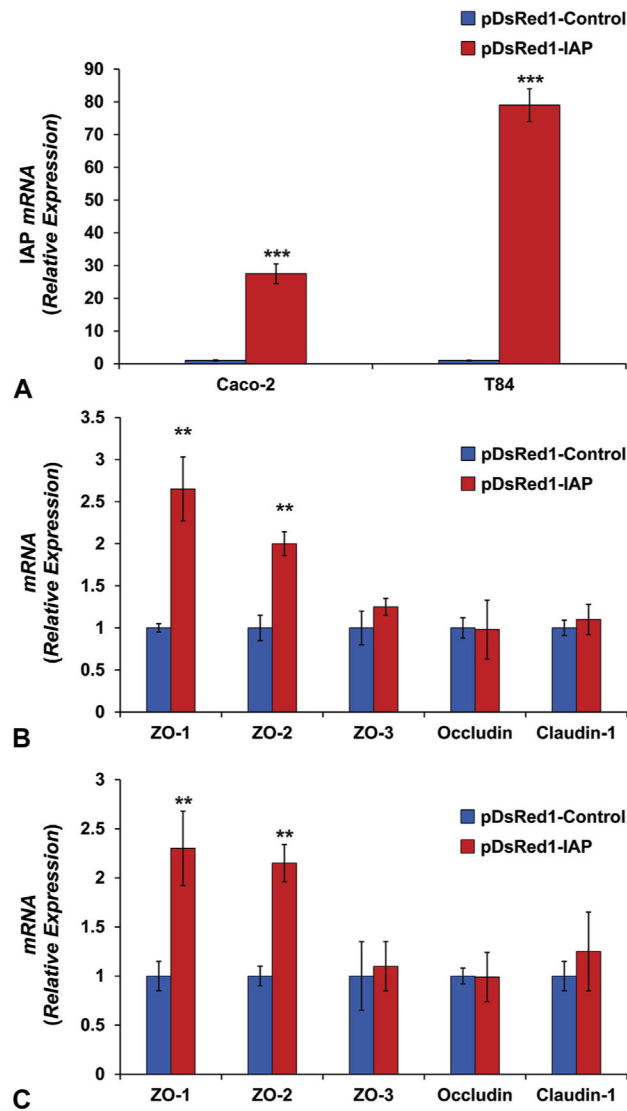 pDsRed1-Control
pDsRed1-IAP
IAP mRNA
(Relative Expression)
90
80
70
60
50
40
30
20
10
0
***
***
Caco-2
T84
A
mRNA
(Relative Expression)
3.5
3
2.5
2
1.5
1
0.5
0
**
**
pDsRed1-Control
pDsRed1-IAP
ZO-1
ZO-2
ZO-3
Occludin
Claudin-1
B
mRNA
(Relative Expression)
3
2.5
2
1.5
1
0.5
0
**
**
pDsRed1-Control
pDsRed1-IAP
ZO-1
ZO-2
ZO-3
Occludin
Claudin-1
C